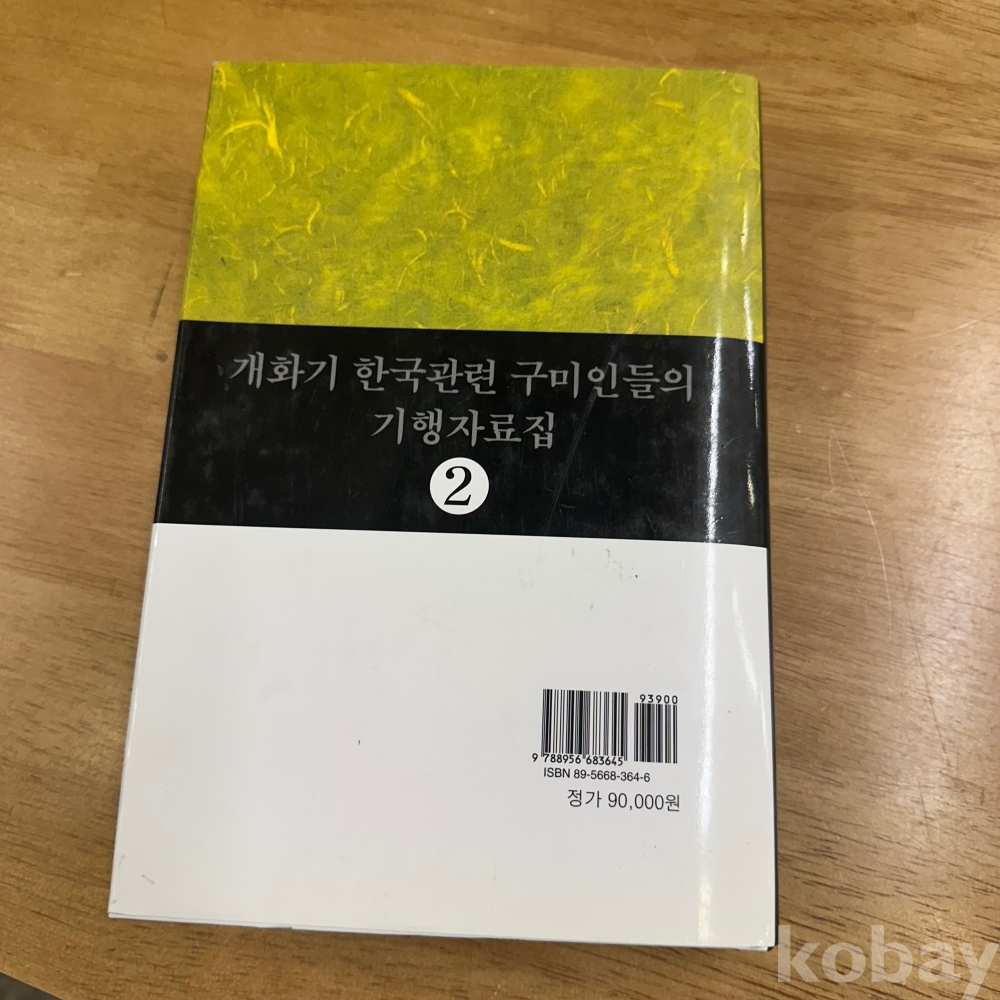 개화기 한국관련 구미인들의
기행자료집
2
93900
9 788956 683645
ISBN 89-5668-364-6
정가 90,000원
kobay